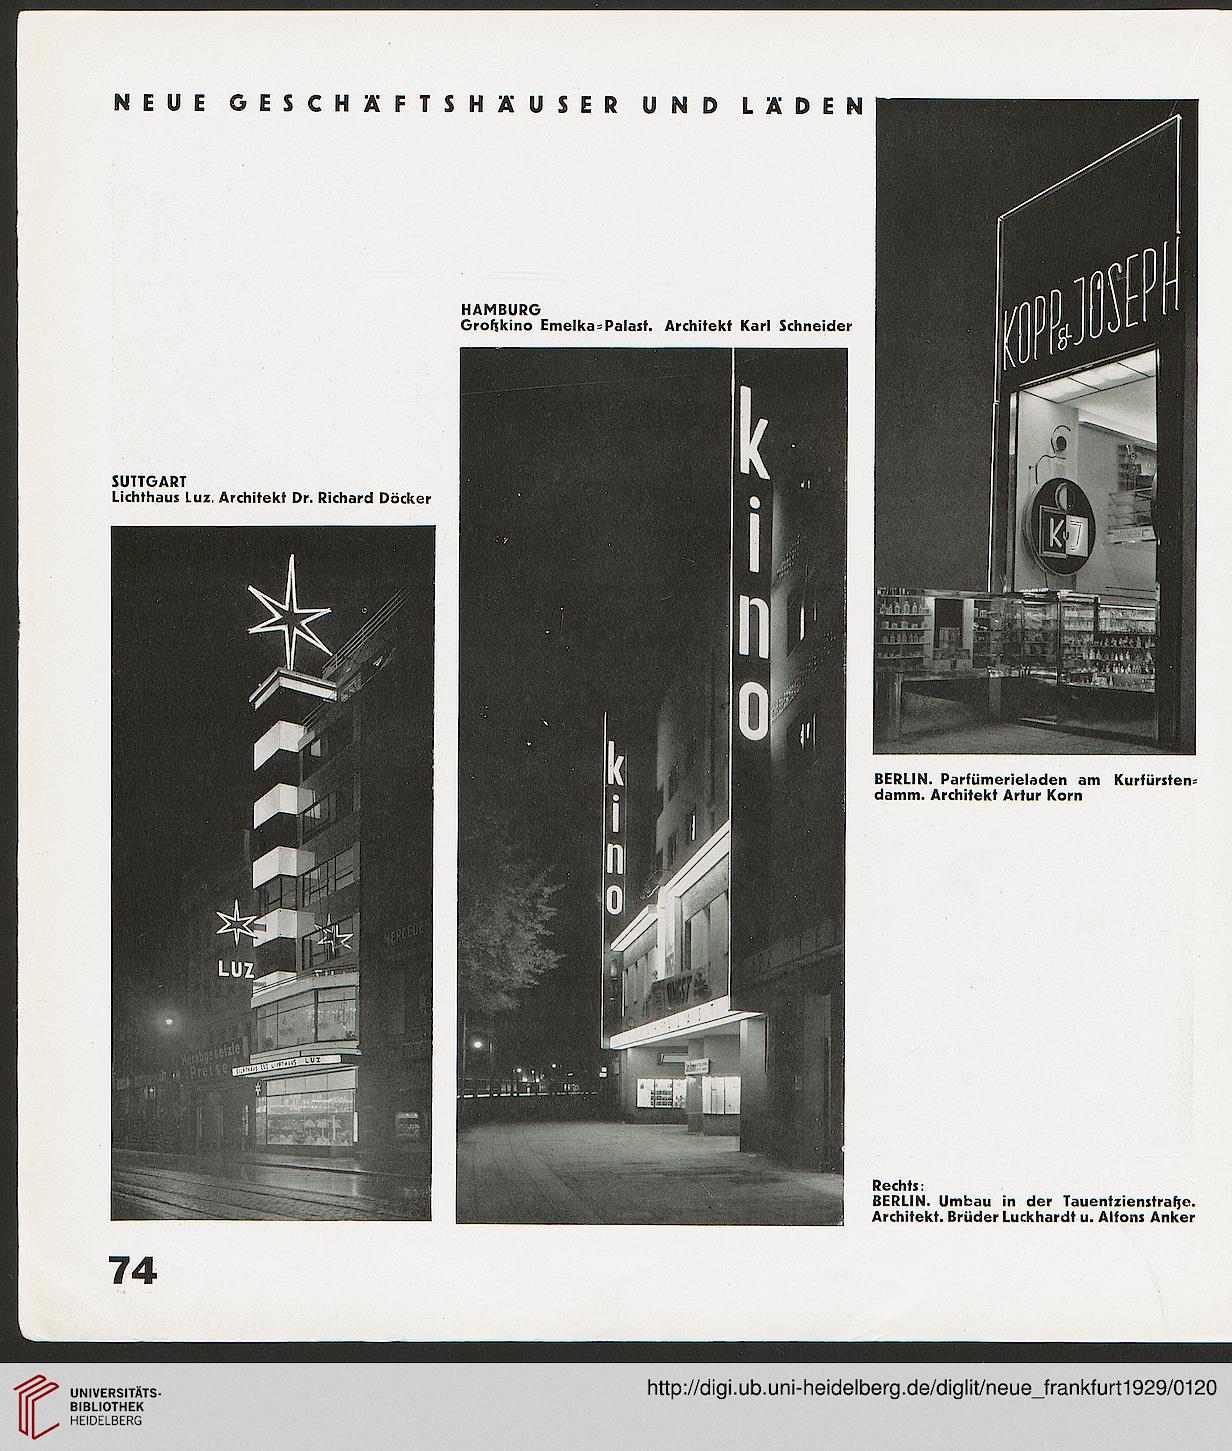 NEUE GESCHÄFTSHÄUSER UND LÄDEN
HAMBURG
Großkino Emelka=Palast. Architekt Karl Schneider
SUTTGART
Lichthaus Luz. Architekt Dr. Richard Döcker
KOPP & JOSEPH
K u J
kino
kino
LUZ
MERCEDE
Herabgesetzte
Preise
LICHTHAUS LUZ LICHTHAUS LUZ
BERLIN. Parfümerieladen am Kurfürsten=
damm. Architekt Artur Korn
Rechts:
BERLIN. Umbau in der Tauentzienstraße.
Architekt. Brüder Luckhardt u. Alfons Anker
74
UNIVERSITÄTS-
BIBLIOTHEK
HEIDELBERG
http://digi.ub.uni-heidelberg.de/diglit/neue_frankfurt1929/0120